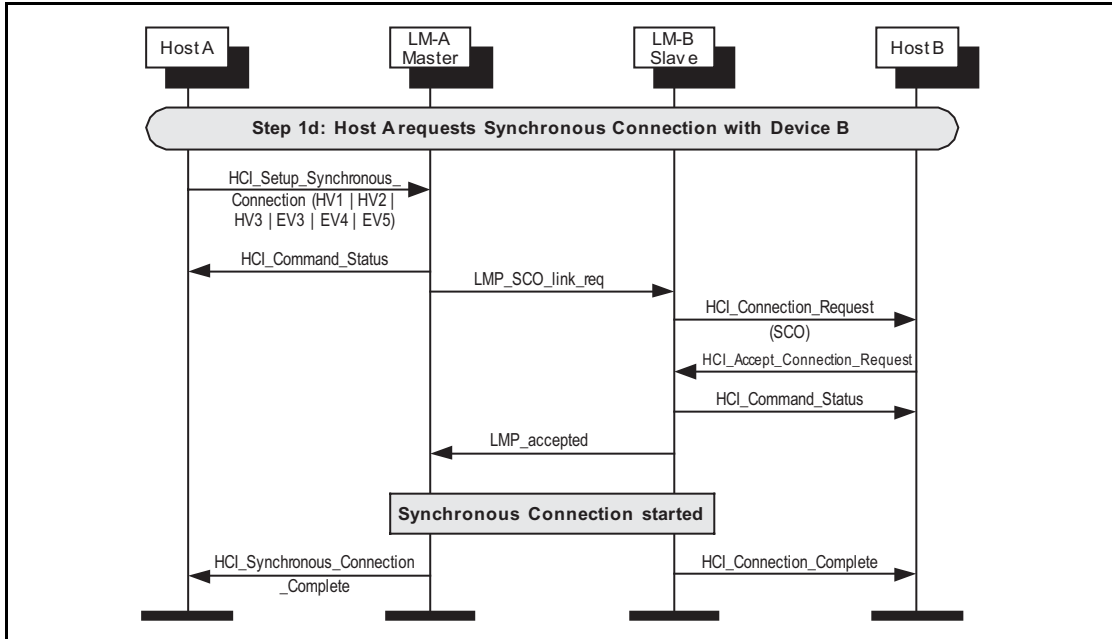 Host A
LM-A
Master
LM-B
Slave
Host B
Step 1d: Host A requests Synchronous Connection with Device B
HCI_Setup_Synchronous_
Connection (HV1 | HV2 |
HV3 | EV3 | EV4 | EV5)
HCI_Command_Status
LMP_SCO_link_req
HCI_Connection_Request
(SCO)
HCI_Accept_Connection_Request
HCI_Command_Status
LMP_accepted
Synchronous Connection started
HCI_Synchronous_Connection
_Complete
HCI_Connection_Complete